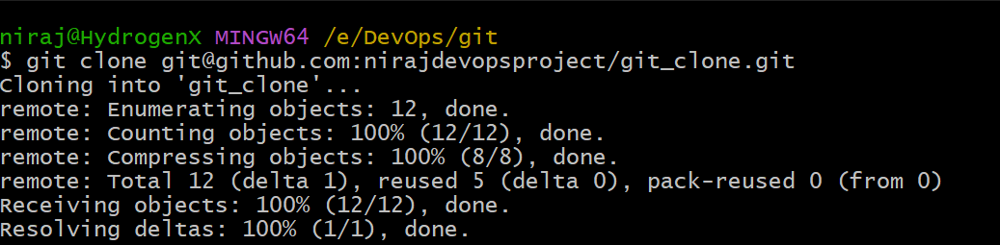 niraj@HydrogenX MINGW64 /e/DevOps/git
$ git clone git@github.com:nirajdevopsproject/git_clone.git
Cloning into 'git_clone'...
remote: Enumerating objects: 12, done.
remote: Counting objects: 100% (12/12), done.
remote: Compressing objects: 100% (8/8), done.
remote: Total 12 (delta 1), reused 5 (delta 0), pack-reused 0 (from 0)
Receiving objects: 100% (12/12), done.
Resolving deltas: 100% (1/1), done.